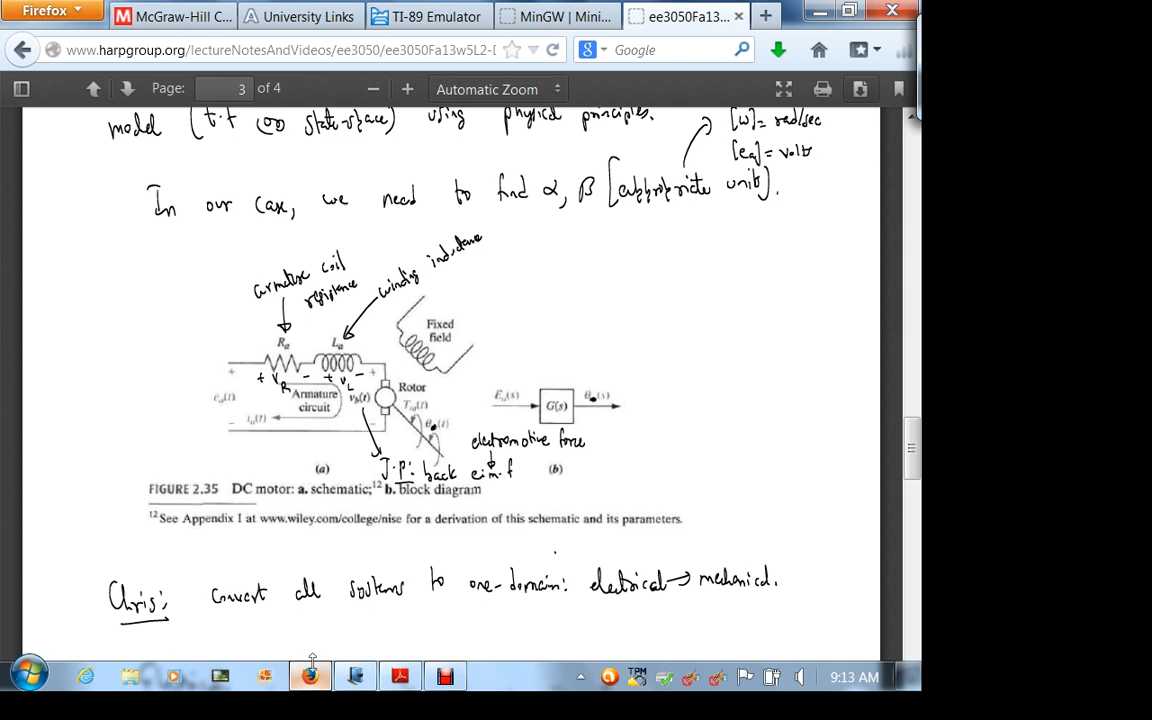 Firefox
McGraw-Hill C...
University Links
TI-89 Emulator
MinGW | Mini...
ee3050Fa13...
www.harpgroup.org/lectureNotesAndVideos/ee3050/ee3050Fa13w5L2-
Google
Page: 3 of 4
Automatic Zoom
model (t.f state-space) using physical principles.
[ω]= rad/sec
[ea]= volt
In our case, we need to find α, β [appropriate unit].
armature coil
resistance
winding inductance
Fixed
field
Ra
La
+ VR - + VL -
+
Armature
circuit
ea(t)
vb(t)
ia(t)
Rotor
Tm(t)
θo(t)
Ea(s)
G(s)
θo(s)
electromotive force
J.P: back e.m.f
(a)
(b)
FIGURE 2.35 DC motor: a. schematic;12 b. block diagram
12See Appendix I at www.wiley.com/college/nise for a derivation of this schematic and its parameters.
Chris: Convert all systems to one-domain: electrical → mechanical.
9:13 AM